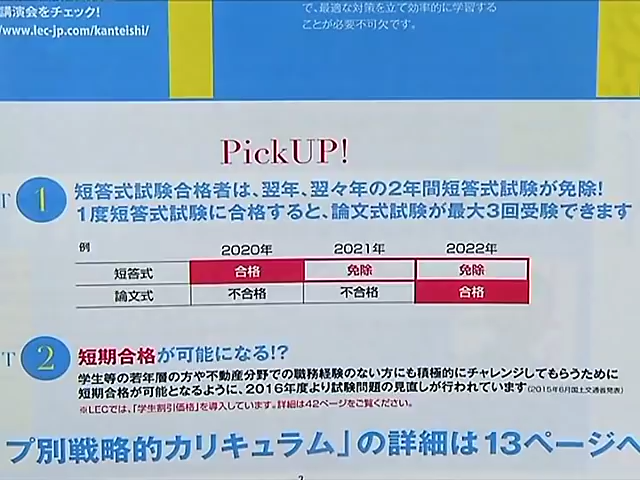 講演会をチェック!
/www.lec-jp.com/kanteishi/
で、最適な対策を立て効率的に学習する
ことが必要不可欠です。
PickUP!
T 1 短答式試験合格者は、翌年、翌々年の2年間短答式試験が免除!
1度短答式試験に合格すると、論文式試験が最大3回受験できます
例 2020年 2021年 2022年
短答式 合格 免除 免除
論文式 不合格 不合格 合格
T 2 短期合格が可能になる!?
学生等の若年層の方や不動産分野での職務経験のない方にも積極的にチャレンジしてもらうために
短期合格が可能となるように、2016年度より試験問題の見直しが行われています(2015年6月国土交通省発表)
※LECでは、「学生割引価格」を導入しています。詳細は42ページをご覧ください。
プ別戦略的カリキュラム」の詳細は13ページへ